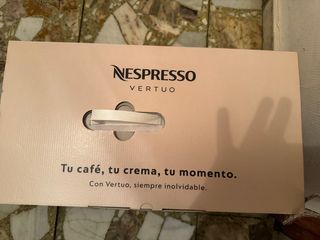 NESPRESSO
VERTUO
Tu café, tu crema, tu momento.
Con Vertuo, siempre inolvidable.